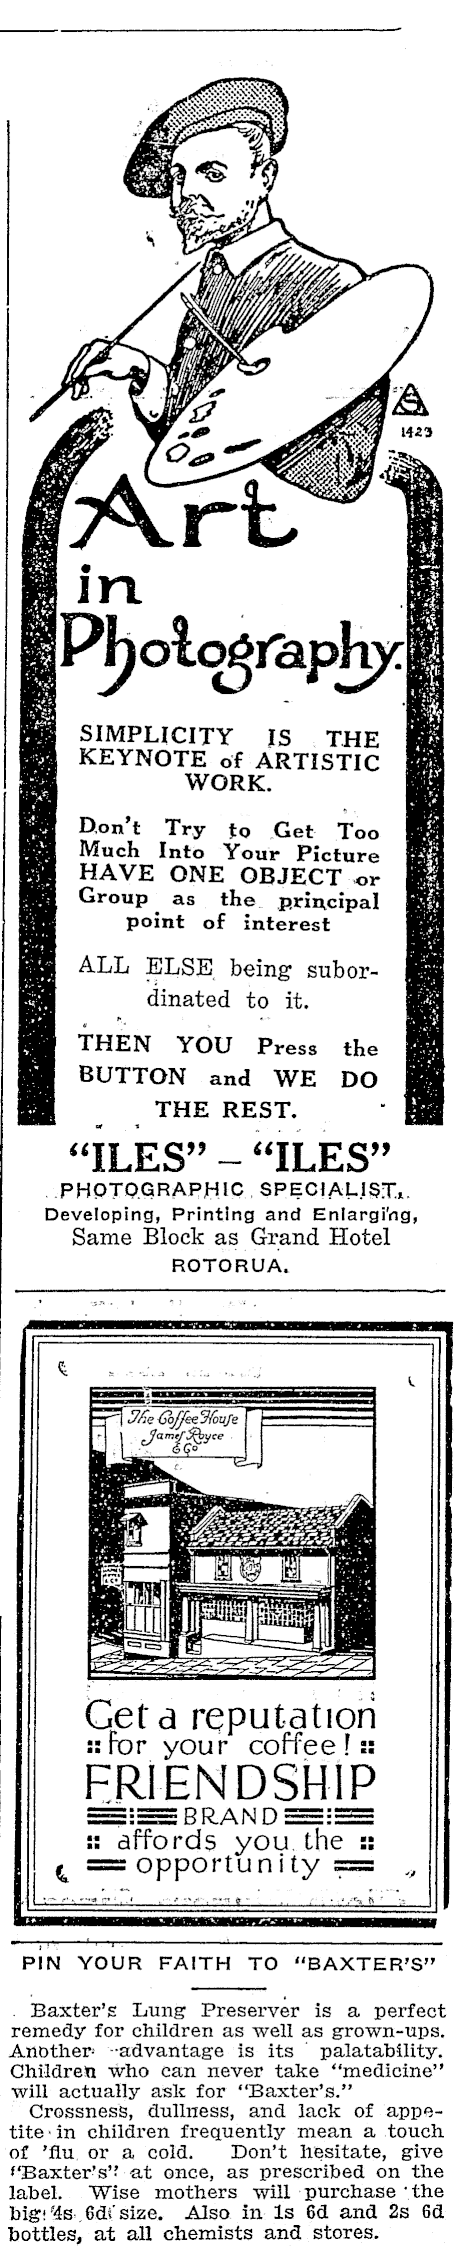 1423
Art
in
Photography.
SIMPLICITY IS THE
KEYNOTE of ARTISTIC
WORK.
Don't Try to Get Too
Much Into Your Picture
HAVE ONE OBJECT or
Group as the principal
point of interest
ALL ELSE being subor-
dinated to it.
THEN YOU Press the
BUTTON and WE DO
THE REST.
"ILES" – "ILES"
PHOTOGRAPHIC SPECIALIST,
Developing, Printing and Enlarging,
Same Block as Grand Hotel
ROTORUA.
The Coffee House
James Royce
& Co
Get a reputation
for your coffee!
FRIENDSHIP
BRAND
affords you the
opportunity
PIN YOUR FAITH TO "BAXTER'S"
Baxter's Lung Preserver is a perfect
remedy for children as well as grown-ups.
Another advantage is its palatability.
Children who can never take "medicine"
will actually ask for "Baxter's."
Crossness, dullness, and lack of appe-
tite in children frequently mean a touch
of 'flu or a cold. Don't hesitate, give
"Baxter's" at once, as prescribed on the
label. Wise mothers will purchase the
big 4s 6d size. Also in 1s 6d and 2s 6d
bottles, at all chemists and stores.